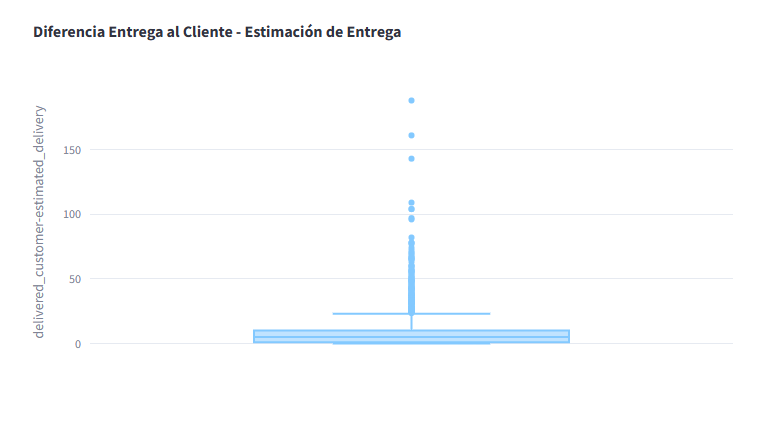 Diferencia Entrega al Cliente - Estimación de Entrega
delivered_customer-estimated_delivery
150
100
50
0